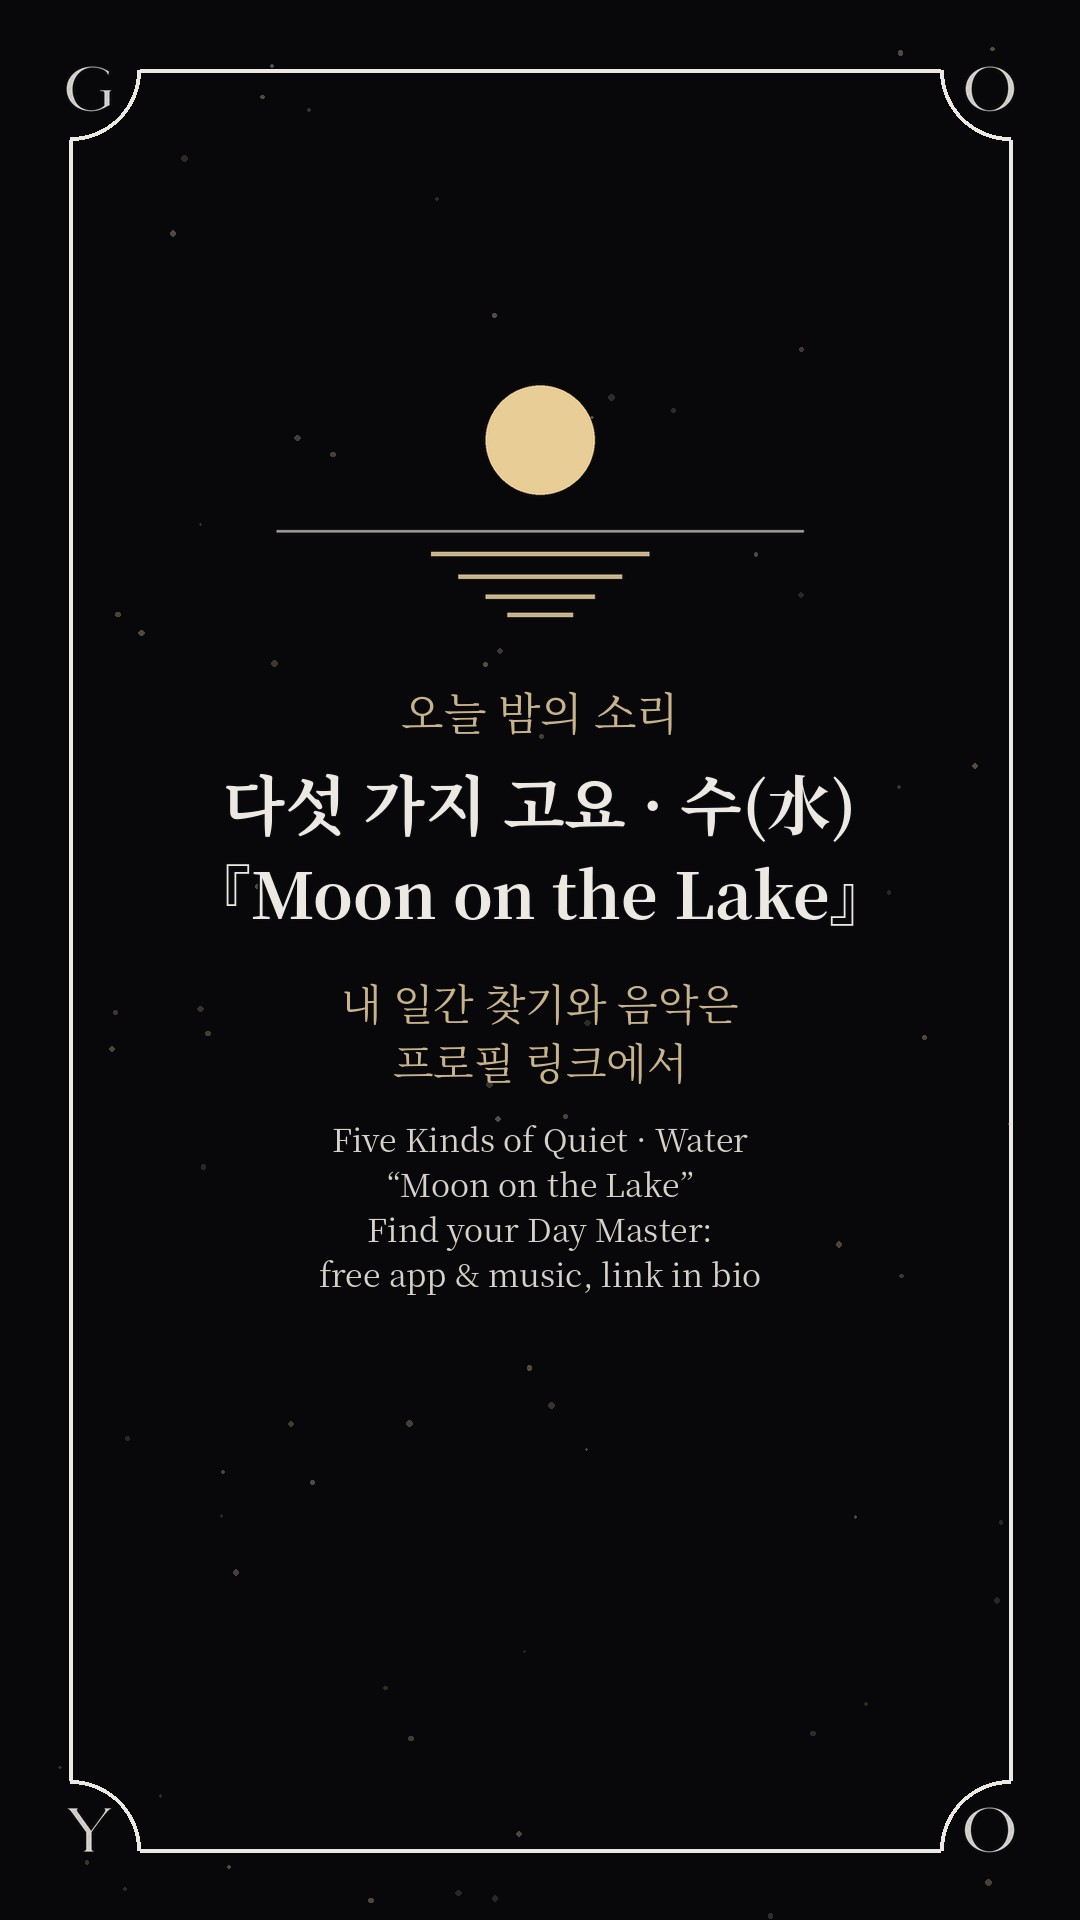 G O
오늘 밤의 소리
다섯 가지 고요 · 수(水)
『Moon on the Lake』
내 일간 찾기와 음악은
프로필 링크에서
Five Kinds of Quiet · Water
“Moon on the Lake”
Find your Day Master:
free app & music, link in bio
Y O